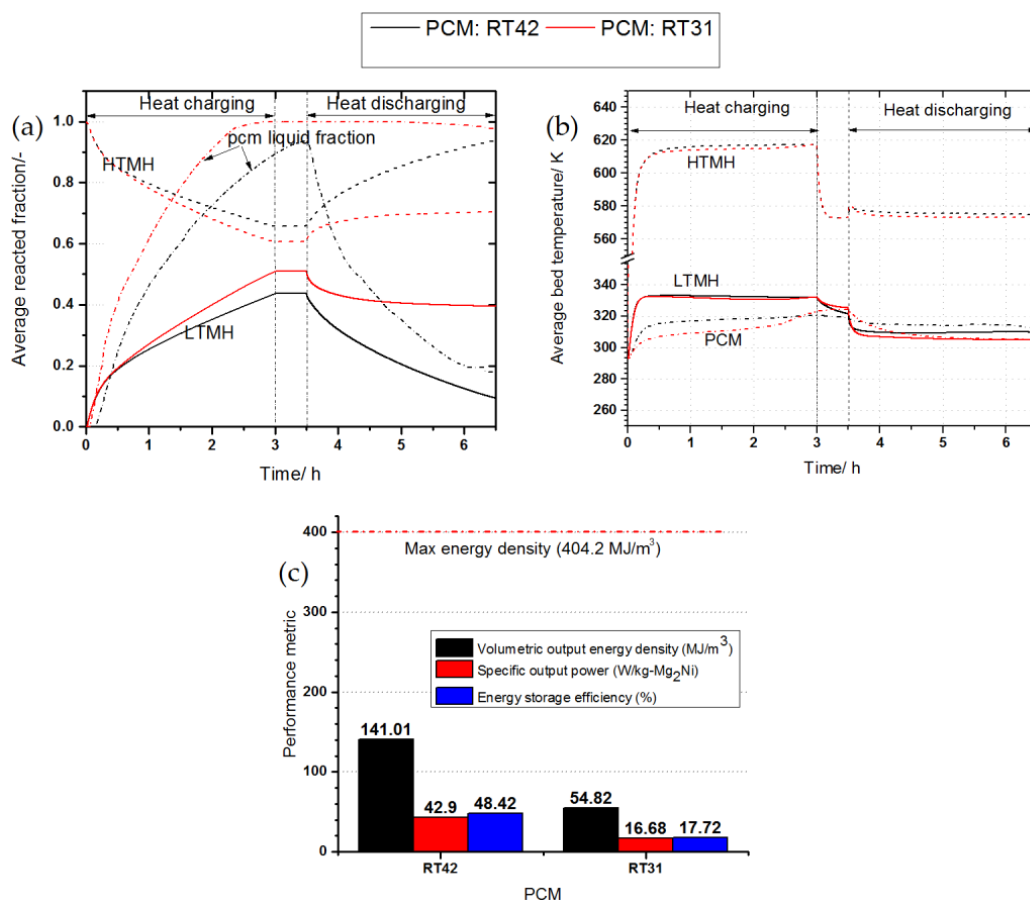 PCM: RT42 PCM: RT31
(a)
Heat charging Heat discharging
pcm liquid fraction
HTMH
LTMH
Average reacted fraction/-
1.0
0.8
0.6
0.4
0.2
0.0
0 1 2 3 4 5 6
Time/ h
(b)
Heat charging Heat discharging
HTMH
LTMH
PCM
Average bed temperature/ K
640
620
600
580
560
340
320
300
280
260
0 1 2 3 4 5 6
Time/ h
(c)
Max energy density (404.2 MJ/m³)
Volumetric output energy density (MJ/m³)
Specific output power (W/kg-Mg₂Ni)
Energy storage efficiency (%)
Performance metric
400
300
200
100
0
141.01
42.9
48.42
54.82
16.68
17.72
RT42 RT31
PCM